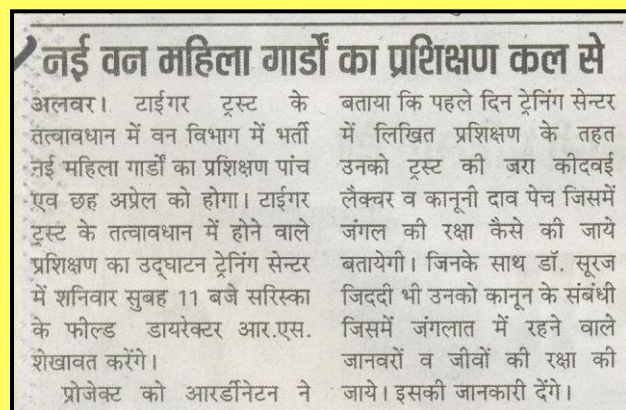 नई वन महिला गार्डों का प्रशिक्षण कल से
अलवर। टाईगर ट्रस्ट के
तत्वावधान में वन विभाग में भर्ती
नई महिला गार्डों का प्रशिक्षण पांच
एव छह अप्रेल को होगा। टाईगर
ट्रस्ट के तत्वावधान में होने वाले
प्रशिक्षण का उद्घाटन ट्रेनिंग सेन्टर
में शनिवार सुबह 11 बजे सरिस्का
के फील्ड डायरेक्टर आर.एस.
शेखावत करेंगे।
प्रोजेक्ट को आरर्डीनेटन ने
बताया कि पहले दिन ट्रेनिंग सेन्टर
में लिखित प्रशिक्षण के तहत
उनको ट्रस्ट की जरा कीदवई
लैक्चर व कानूनी दाव पेच जिसमें
जंगल की रक्षा कैसे की जाये
बतायेगी। जिनके साथ डॉ. सूरज
जिददी भी उनको कानून के संबंधी
जिसमें जंगलात में रहने वाले
जानवरों व जीवों की रक्षा की
जाये। इसकी जानकारी देंगे।